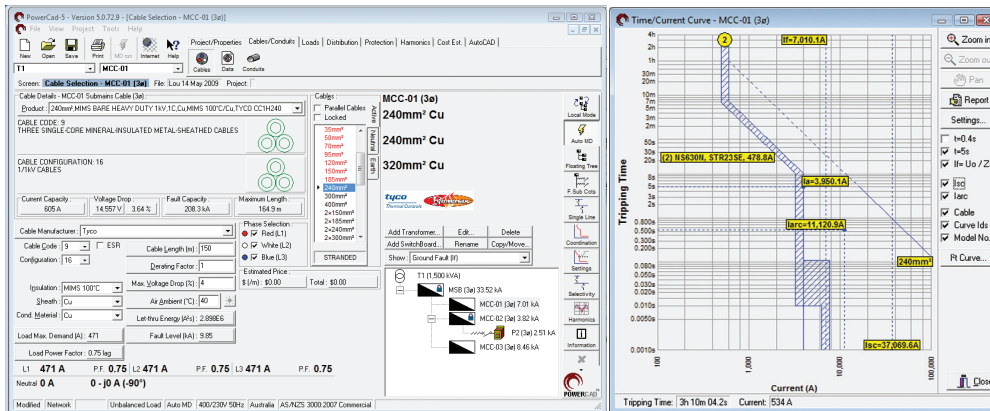 PowerCad-5 - Version 5.0.72.9 - [Cable Selection - MCC-01 (3ø)]
File View Project Tools Help
New Open Save Print MD on Internet Help
Project/Properties Cables/Conduits Loads Distribution Protection Harmonics Cost Est. AutoCAD
Cables Data Conduits
T1 MCC-01
Screen: Cable Selection - MCC-01 (3ø) File: Lou 14 May 2009 Project:
Cable Details - MCC-01 Submains Cable (3ø):
Product : 240mm²,MIMS BARE HEAVY DUTY 1kV,1C,Cu,MIMS 100°C/Cu,TYCO CC1H240
CABLE CODE: 9
THREE SINGLE-CORE MINERAL-INSULATED METAL-SHEATHED CABLES
CABLE CONFIGURATION: 16
1/1kV CABLES
Current Capacity: 605 A
Voltage Drop: 14.557 V 3.64 %
Fault Capacity: 208.3 kA
Maximum Length: 164.9 m
Cable Manufacturer: Tyco
Cable Code: 9 ESR
Configuration: 16
Insulation: MIMS 100°C
Sheath: Cu
Cond. Material: Cu
Load Max. Demand (A): 471
Load Power Factor: 0.75 lag
Cable Length (m): 150
Derating Factor: 1
Max. Voltage Drop (%): 4
Air Ambient (°C): 40
Let-thru Energy (A²s): 2.898E6
Fault Level (kA): 9.85
Cables:
Parallel Cables
Locked
35mm²
50mm²
70mm²
95mm²
120mm²
150mm²
185mm²
240mm²
300mm²
400mm²
2×150mm²
2×185mm²
2×240mm²
2×300mm²
Active
Neutral
Earth
STRANDED
Phase Selection:
Red (L1)
White (L2)
Blue (L3)
Estimated Price:
$ (/m) : $0.00 Total : $0.00
L1 471 A P.F. 0.75 L2 471 A P.F. 0.75 L3 471 A P.F. 0.75
Neutral 0 A 0 - j0 A (-90°)
Modified Network Unbalanced Load Auto MD 400/230V 50Hz Australia AS/NZS 3000:2007 Commercial
MCC-01 (3ø)
240mm² Cu
240mm² Cu
320mm² Cu
tyco
Thermal Controls
Pyrotenax
Add Transformer... Edit... Delete
Add SwitchBoard... Rename Copy/Move...
Show : Ground Fault (If)
T1 (1,500 kVA)
MSB (3ø) 33.52 kA
MCC-01 (3ø) 7.01 kA
MCC-02 (3ø) 3.82 kA
P2 (3ø) 2.51 kA
MCC-03 (3ø) 8.46 kA
Local Mode
Auto MD
Floating Tree
F.Sub Ccts
Single Line
Coordination
Settings
Selectivity
Harmonics
Information
POWERCAD
Time/Current Curve - MCC-01 (3ø)
4h
2h
1h
30m
20m
10m
7m
5m
3m
2m
50s
30s
20s
8s
5s
3s
2s
0.800s
0.500s
0.300s
0.200s
0.080s
0.050s
0.030s
0.020s
0.010s
0.005s
0.0010s
Tripping Time
100
1,000
10,000
100,000
Current (A)
2
If=7,010.1A
(2) NS630N, STR23SE, 478.8A
Ia=3,950.1A
Iarc=11,120.9A
240mm²
Isc=37,069.6A
Zoom in
Zoom ou
Pan
Report
Settings...
t=0.4s
t=5s
If= Uo / Z
Isc
Iarc
Cable
Curve Ids
Model No.
Pt Curve...
Close
Tripping Time: 3h 10m 04.2s Current: 534 A